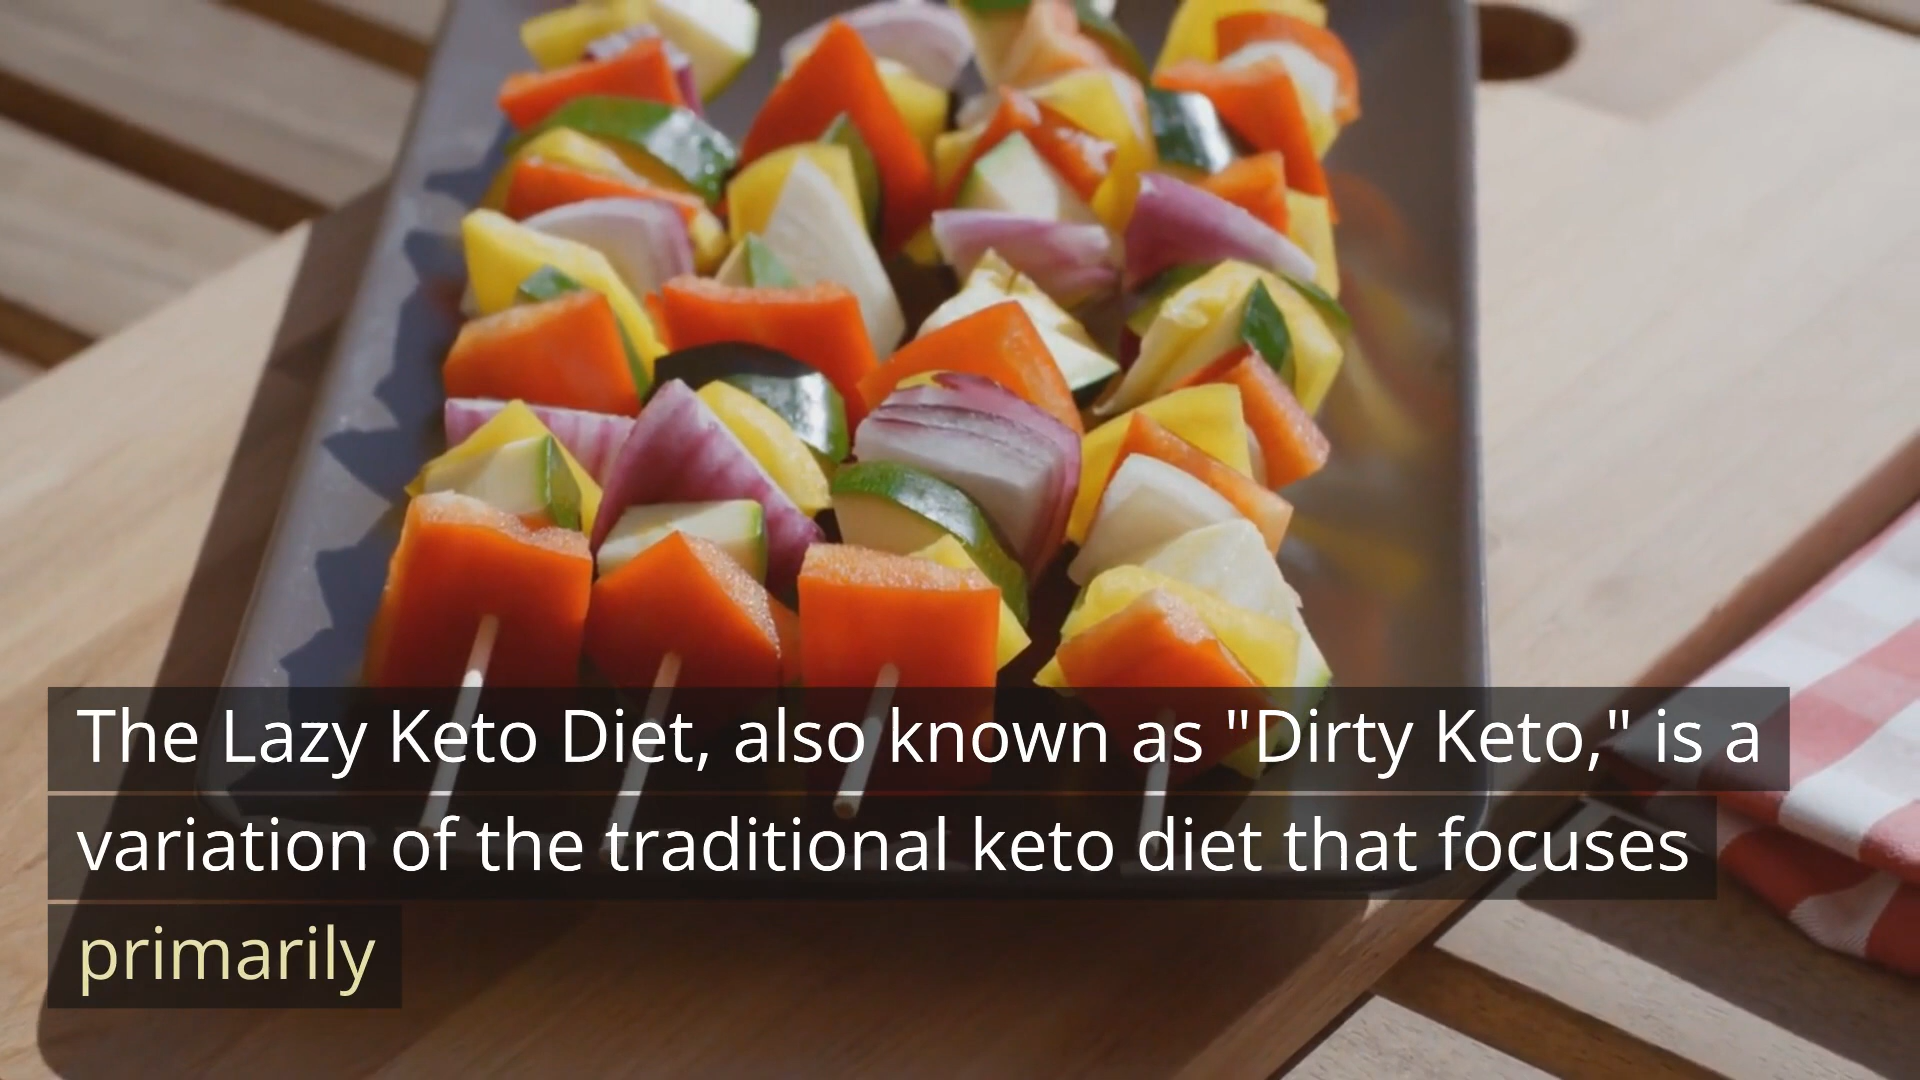 The Lazy Keto Diet, also known as "Dirty Keto," is a
variation of the traditional keto diet that focuses
primarily